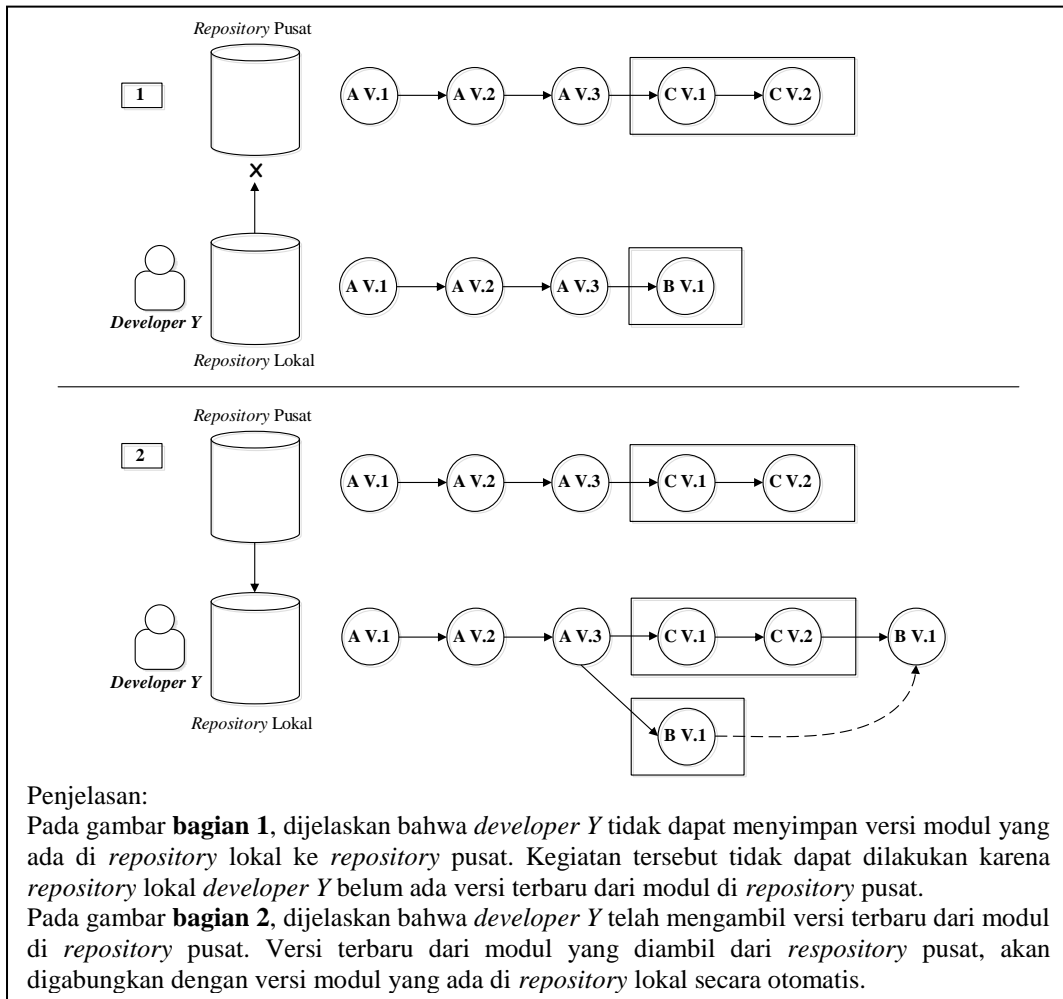 Repository Pusat
1
A V.1 A V.2 A V.3 C V.1 C V.2
X
A V.1 A V.2 A V.3 B V.1
Developer Y
Repository Lokal
Repository Pusat
2
A V.1 A V.2 A V.3 C V.1 C V.2
A V.1 A V.2 A V.3 C V.1 C V.2 B V.1
Developer Y
Repository Lokal
B V.1
Penjelasan:
Pada gambar bagian 1, dijelaskan bahwa developer Y tidak dapat menyimpan versi modul yang
ada di repository lokal ke repository pusat. Kegiatan tersebut tidak dapat dilakukan karena
repository lokal developer Y belum ada versi terbaru dari modul di repository pusat.
Pada gambar bagian 2, dijelaskan bahwa developer Y telah mengambil versi terbaru dari modul
di repository pusat. Versi terbaru dari modul yang diambil dari respository pusat, akan
digabungkan dengan versi modul yang ada di repository lokal secara otomatis.